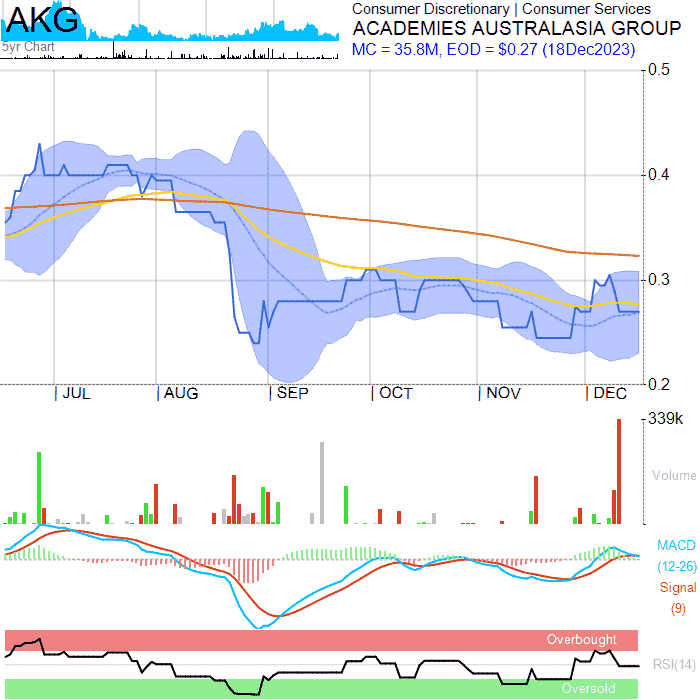 AKG
5yr Chart
Consumer Discretionary | Consumer Services
ACADEMIES AUSTRALASIA GROUP
MC = 35.8M, EOD = $0.27 (18Dec2023)
0.5
0.4
0.3
0.2
JUL
AUG
SEP
OCT
NOV
DEC
339k
Volume
MACD
(12-26)
Signal
(9)
Overbought
RSI(14)
Oversold